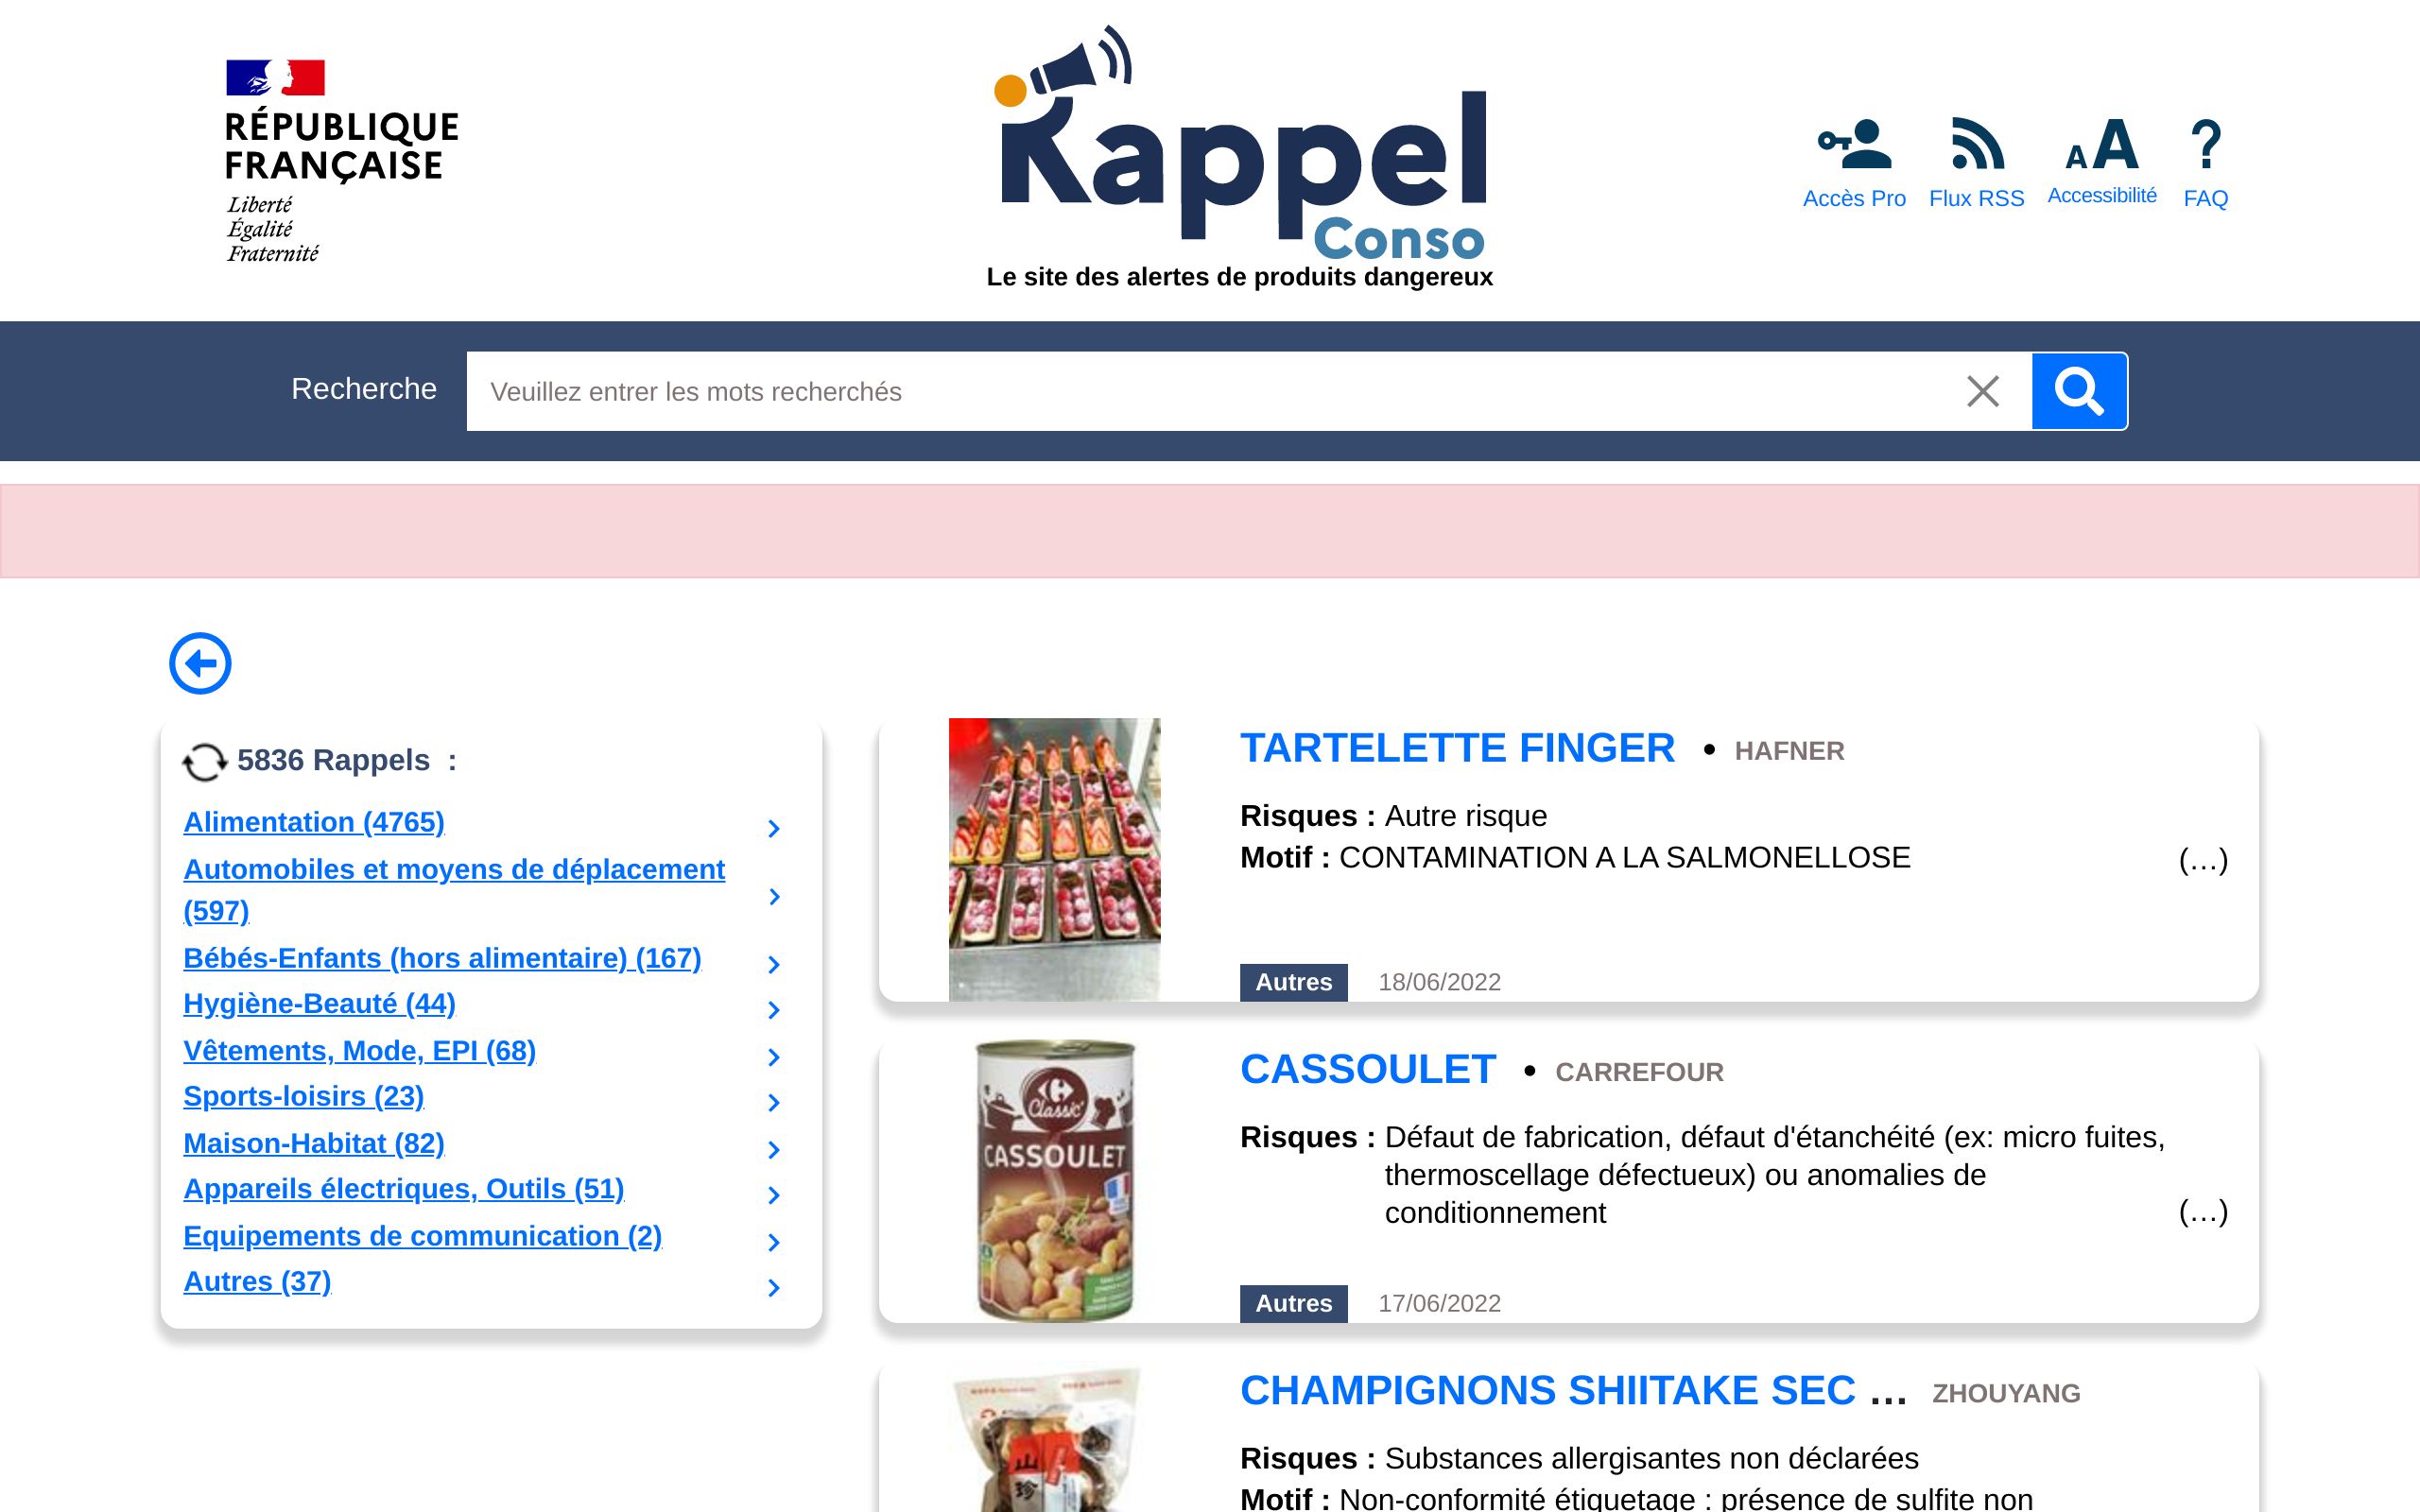 RÉPUBLIQUE
FRANÇAISE
Liberté
Égalité
Fraternité
Rappel
Conso
Le site des alertes de produits dangereux
Accès Pro
Flux RSS
AA
Accessibilité
?
FAQ
Recherche
Veuillez entrer les mots recherchés
5836 Rappels :
Alimentation (4765)
Automobiles et moyens de déplacement
(597)
Bébés-Enfants (hors alimentaire) (167)
Hygiène-Beauté (44)
Vêtements, Mode, EPI (68)
Sports-loisirs (23)
Maison-Habitat (82)
Appareils électriques, Outils (51)
Equipements de communication (2)
Autres (37)
TARTELETTE FINGER • HAFNER
Risques : Autre risque
Motif : CONTAMINATION A LA SALMONELLOSE
(…)
Autres 18/06/2022
Classic'
CASSOULET
CASSOULET • CARREFOUR
Risques : Défaut de fabrication, défaut d'étanchéité (ex: micro fuites,
thermoscellage défectueux) ou anomalies de
conditionnement
(…)
Autres 17/06/2022
山
珍
CHAMPIGNONS SHIITAKE SEC … ZHOUYANG
Risques : Substances allergisantes non déclarées
Motif : Non-conformité étiquetage : présence de sulfite non